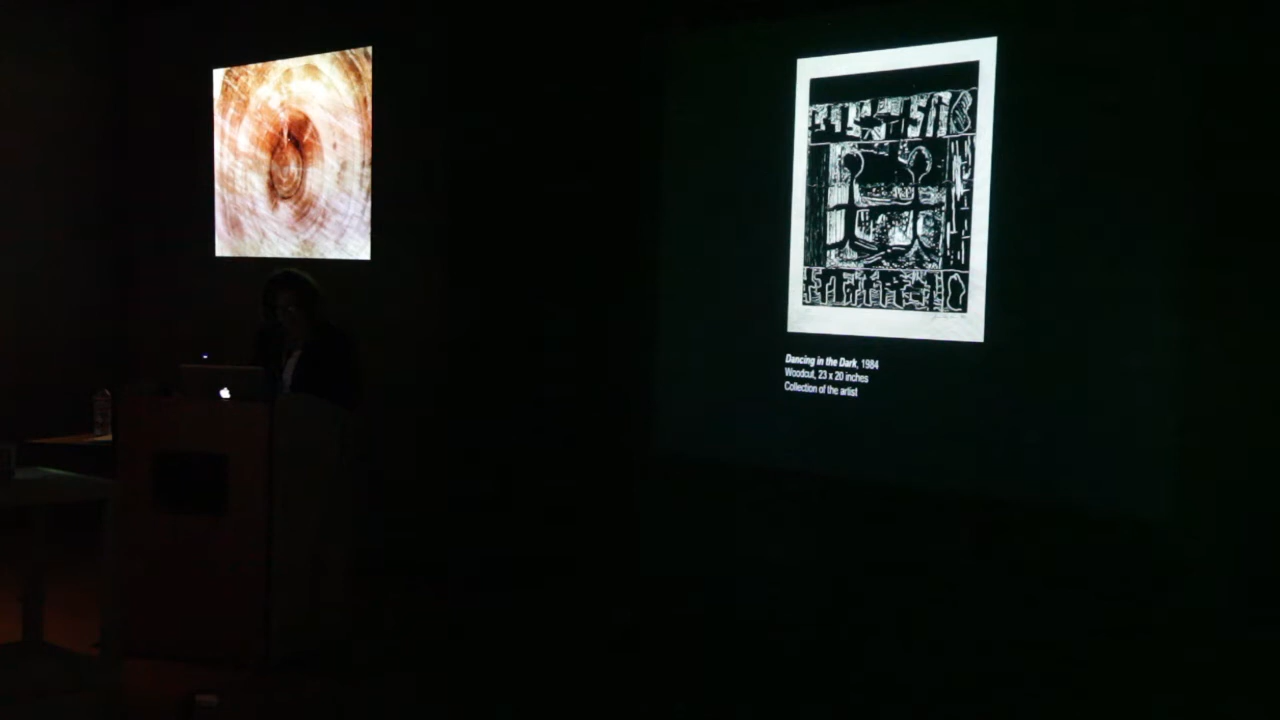 Dancing in the Dark, 1984
Woodcut, 23 x 20 inches
Collection of the artist